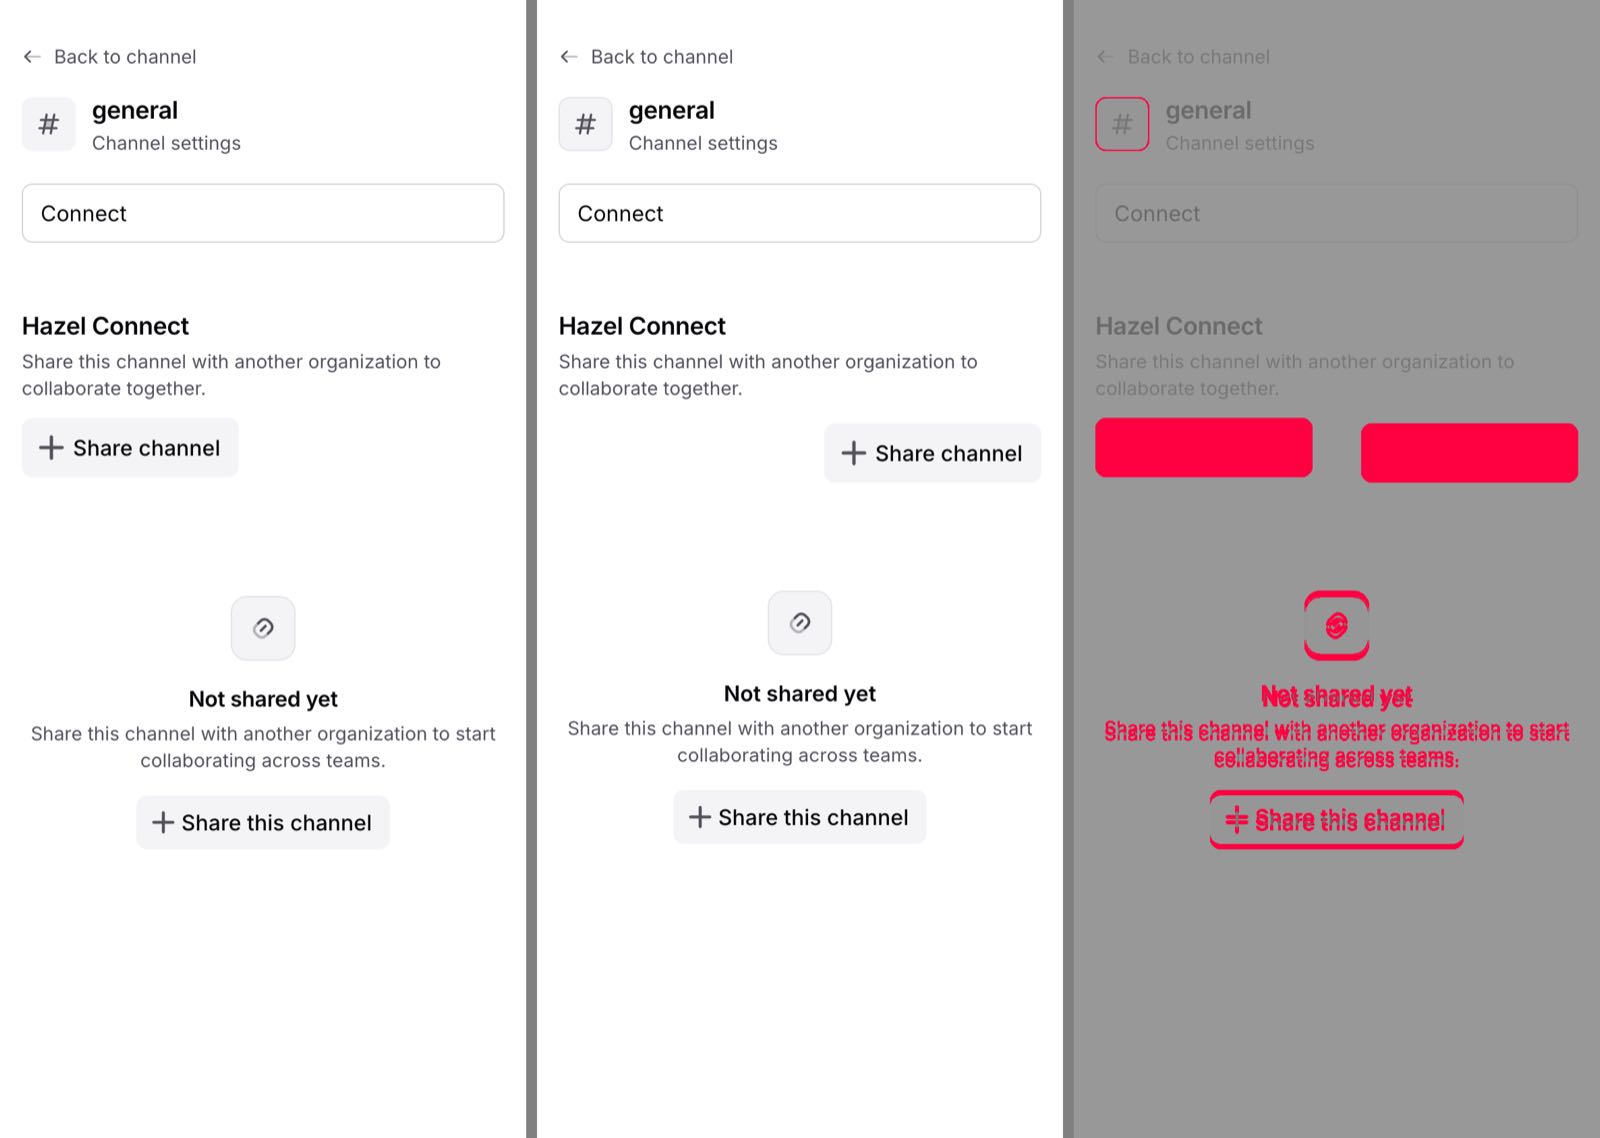 Back to channel
general
Channel settings
Connect
Hazel Connect
Share this channel with another organization to
collaborate together.
Share channel
Not shared yet
Share this channel with another organization to start
collaborating across teams.
Share this channel
Back to channel
general
Channel settings
Connect
Hazel Connect
Share this channel with another organization to
collaborate together.
Share channel
Not shared yet
Share this channel with another organization to start
collaborating across teams.
Share this channel
Back to channel
general
Channel settings
Connect
Hazel Connect
Share this channel with another organization to
collaborate together.
Not shared yet
Share this channel with another organization to start
collaborating across teams.
Share this channel